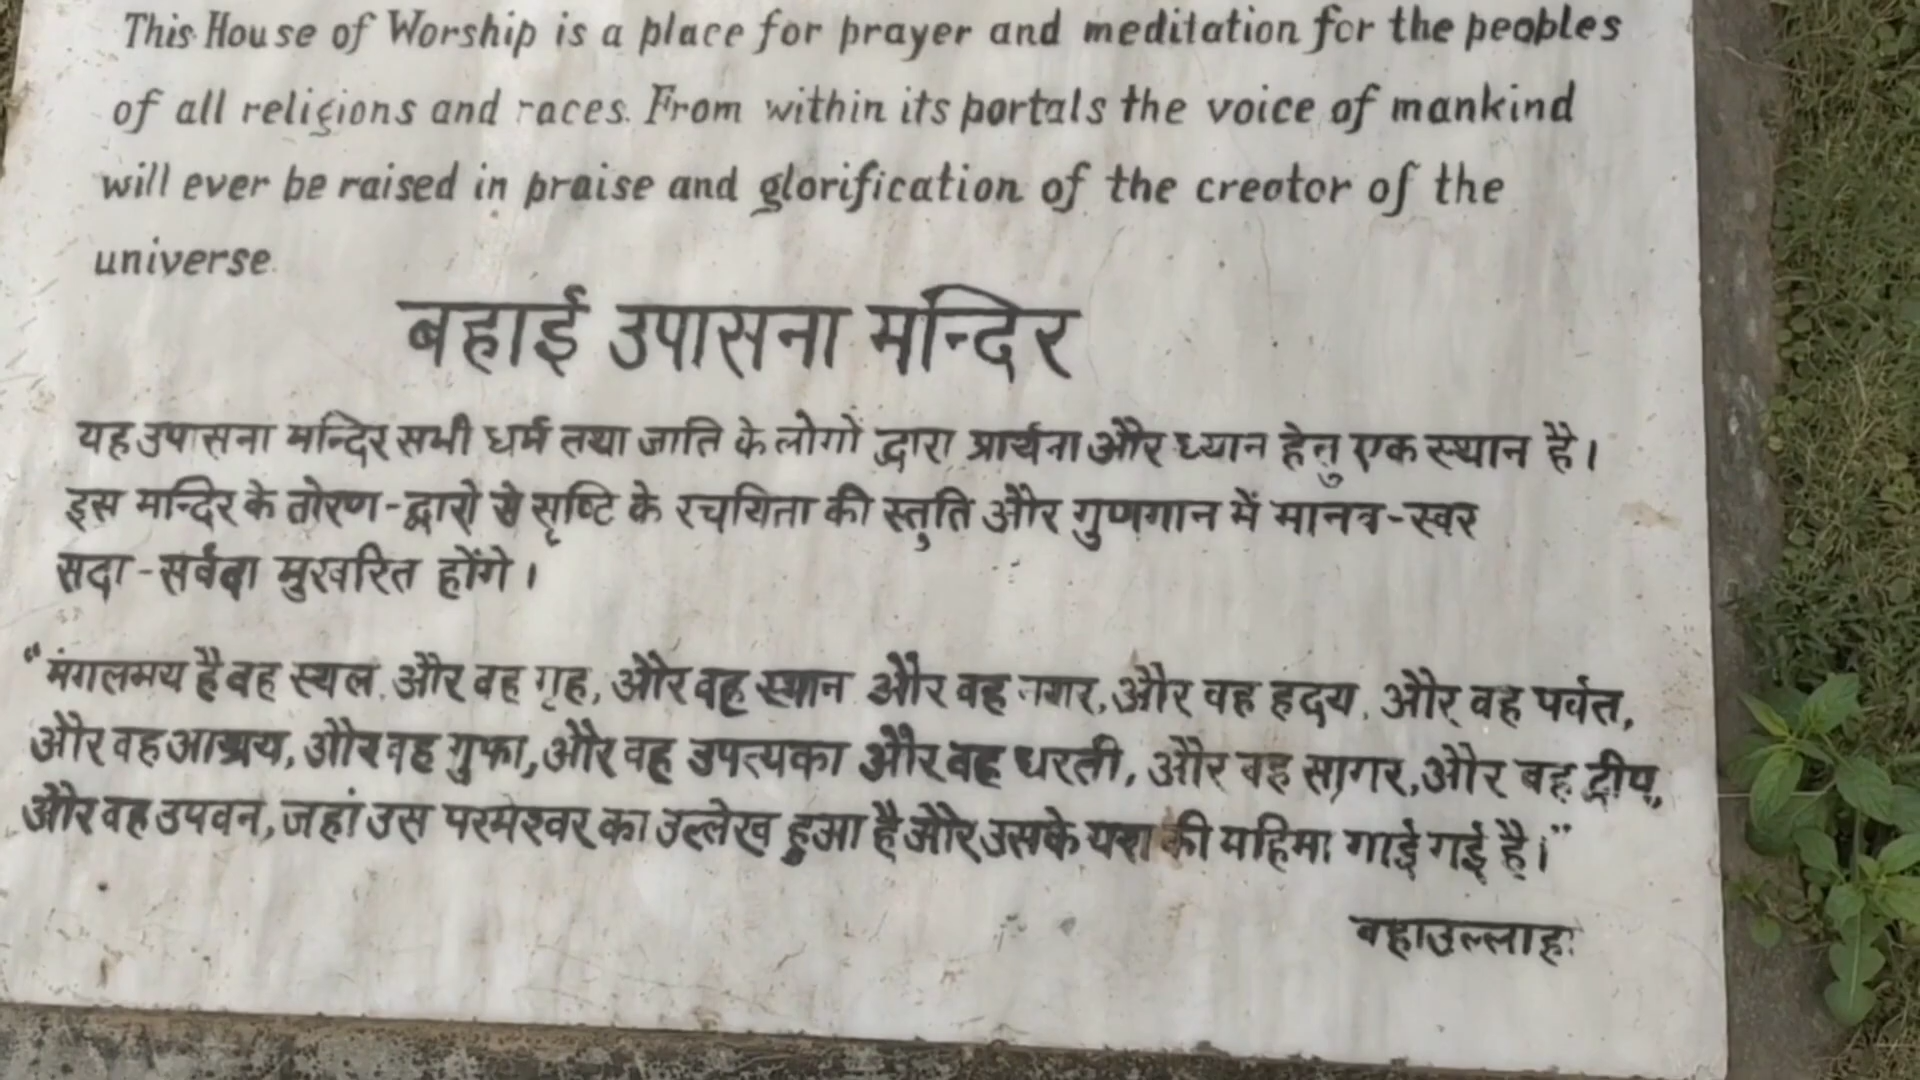 This House of Worship is a place for prayer and meditation for the peobles
of all religions and races. From within its portals the voice of mankind
will ever be raised in praise and glorification of the creator of the
universe
बहाई उपासना मन्दिर
यह उपासना मन्दिर सभी धर्म तथा जाति के लोगों द्वारा प्रार्थना और ध्यान हेतु एक स्थान है।
इस मन्दिर के तोरण-द्वारो से सृष्टि के रचयिता की स्तुति और गुणगान में मानव-स्वर
सदा-सर्वदा मुखरित होंगे।
“मंगलमय है वह स्थल, और वह गृह, और वह स्थान और वह नगर, और वह हृदय, और वह पर्वत,
और वह आश्रय, और वह गुफा, और वह उपत्यका और वह धरती, और वह सागर, और वह द्वीप,
और वह उपवन, जहां उस परमेश्वर का उल्लेख हुआ है और उसके यश की महिमा गाई गई है।”
बहाउल्लाह